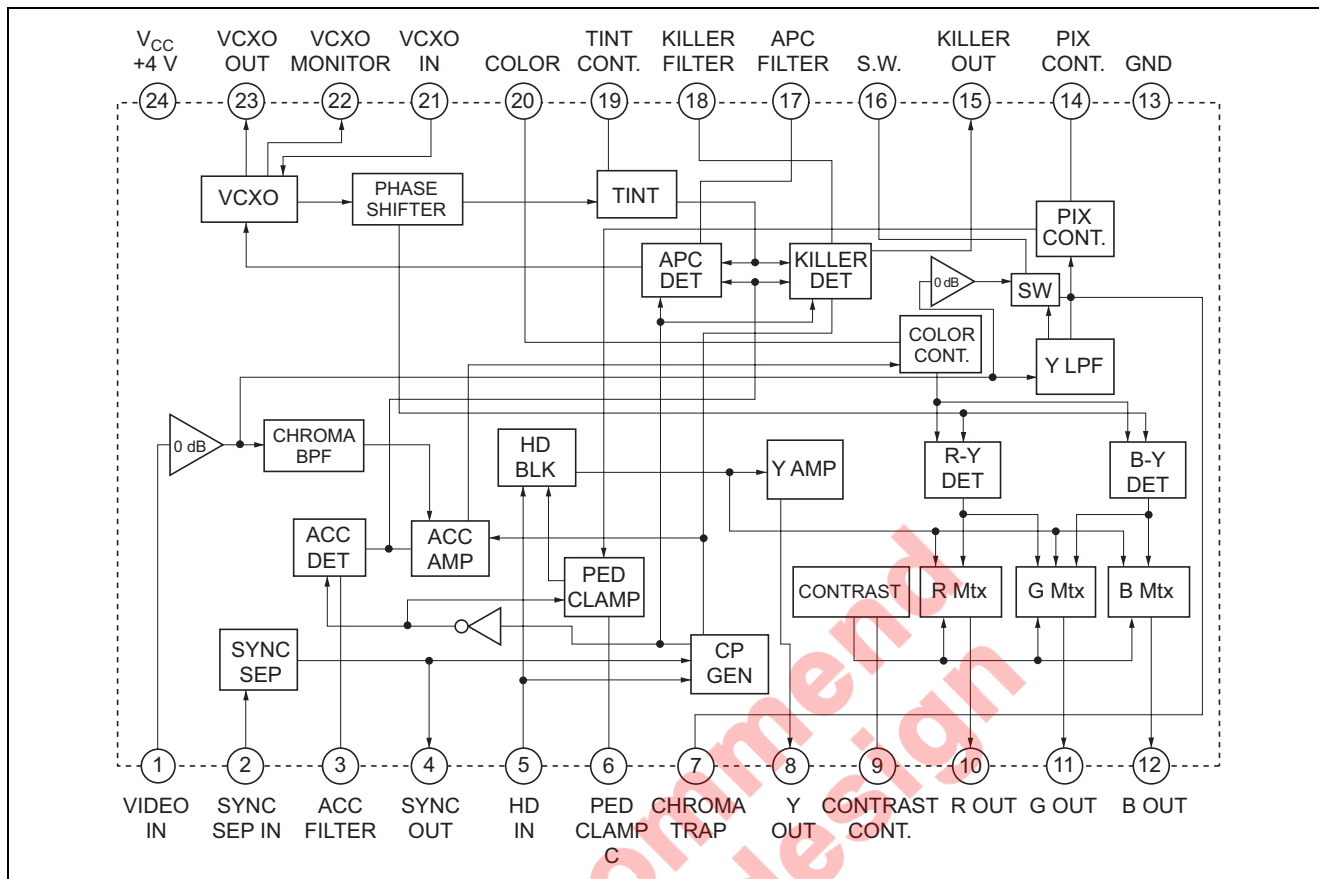 VCC
+4 V
VCXO
OUT
VCXO
MONITOR
VCXO
IN
COLOR
TINT
CONT.
KILLER
FILTER
APC
FILTER
S.W.
KILLER
OUT
PIX
CONT.
GND
24
23
22
21
20
19
18
17
16
15
14
13
VCXO
PHASE
SHIFTER
TINT
PIX
CONT.
APC
DET
KILLER
DET
0 dB
SW
COLOR
CONT.
Y LPF
0 dB
CHROMA
BPF
HD
BLK
Y AMP
R-Y
DET
B-Y
DET
ACC
DET
ACC
AMP
PED
CLAMP
CONTRAST
R Mtx
G Mtx
B Mtx
SYNC
SEP
CP
GEN
1
2
3
4
5
6
7
8
9
10
11
12
VIDEO
IN
SYNC
SEP IN
ACC
FILTER
SYNC
OUT
HD
IN
PED
CLAMP
C
CHROMA
TRAP
Y
OUT
CONTRAST
CONT.
R OUT
G OUT
B OUT
ommend
design